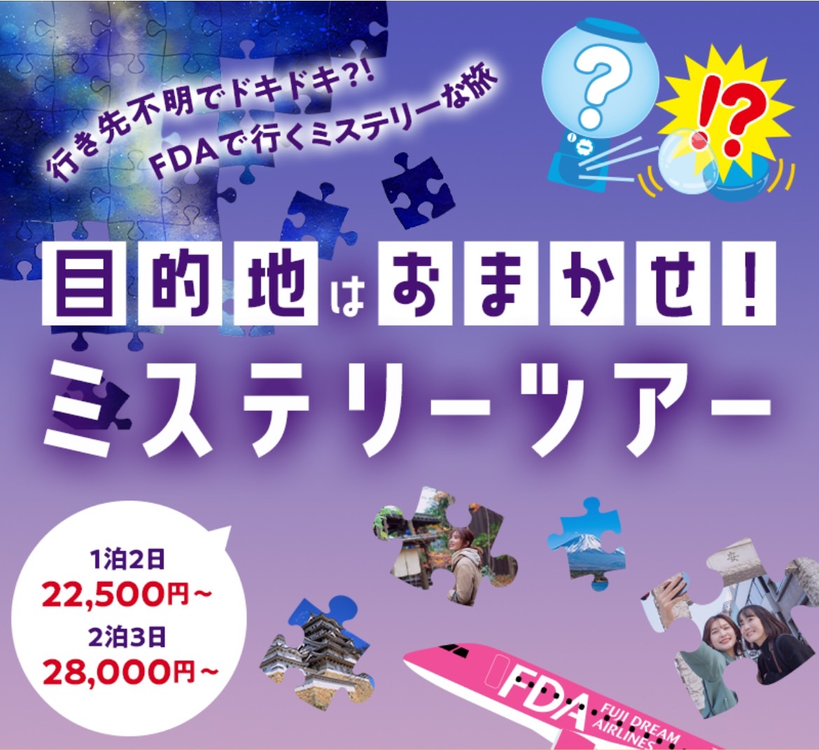 行き先不明でドキドキ?!
FDAで行くミステリーな旅
?
!?
目的地はおまかせ!
ミステリーツアー
1泊2日
22,500円～
2泊3日
28,000円～
FDA
FUJI DREAM
AIRLINES